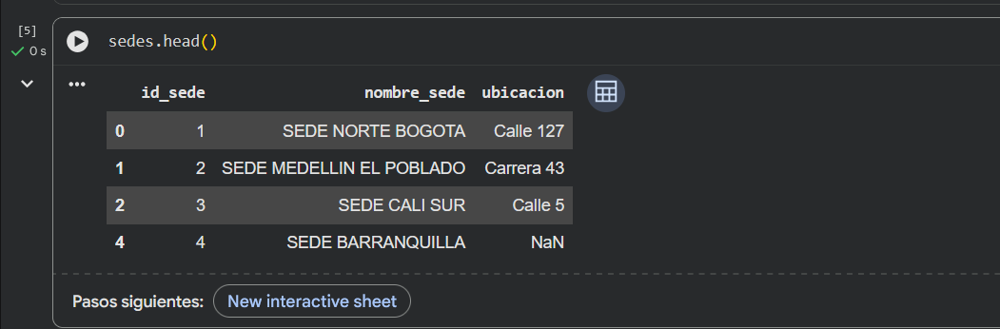 [5]
✓ 0 s
sedes.head()
id_sede nombre_sede ubicacion
0 1 SEDE NORTE BOGOTA Calle 127
1 2 SEDE MEDELLIN EL POBLADO Carrera 43
2 3 SEDE CALI SUR Calle 5
4 4 SEDE BARRANQUILLA NaN
Pasos siguientes: New interactive sheet